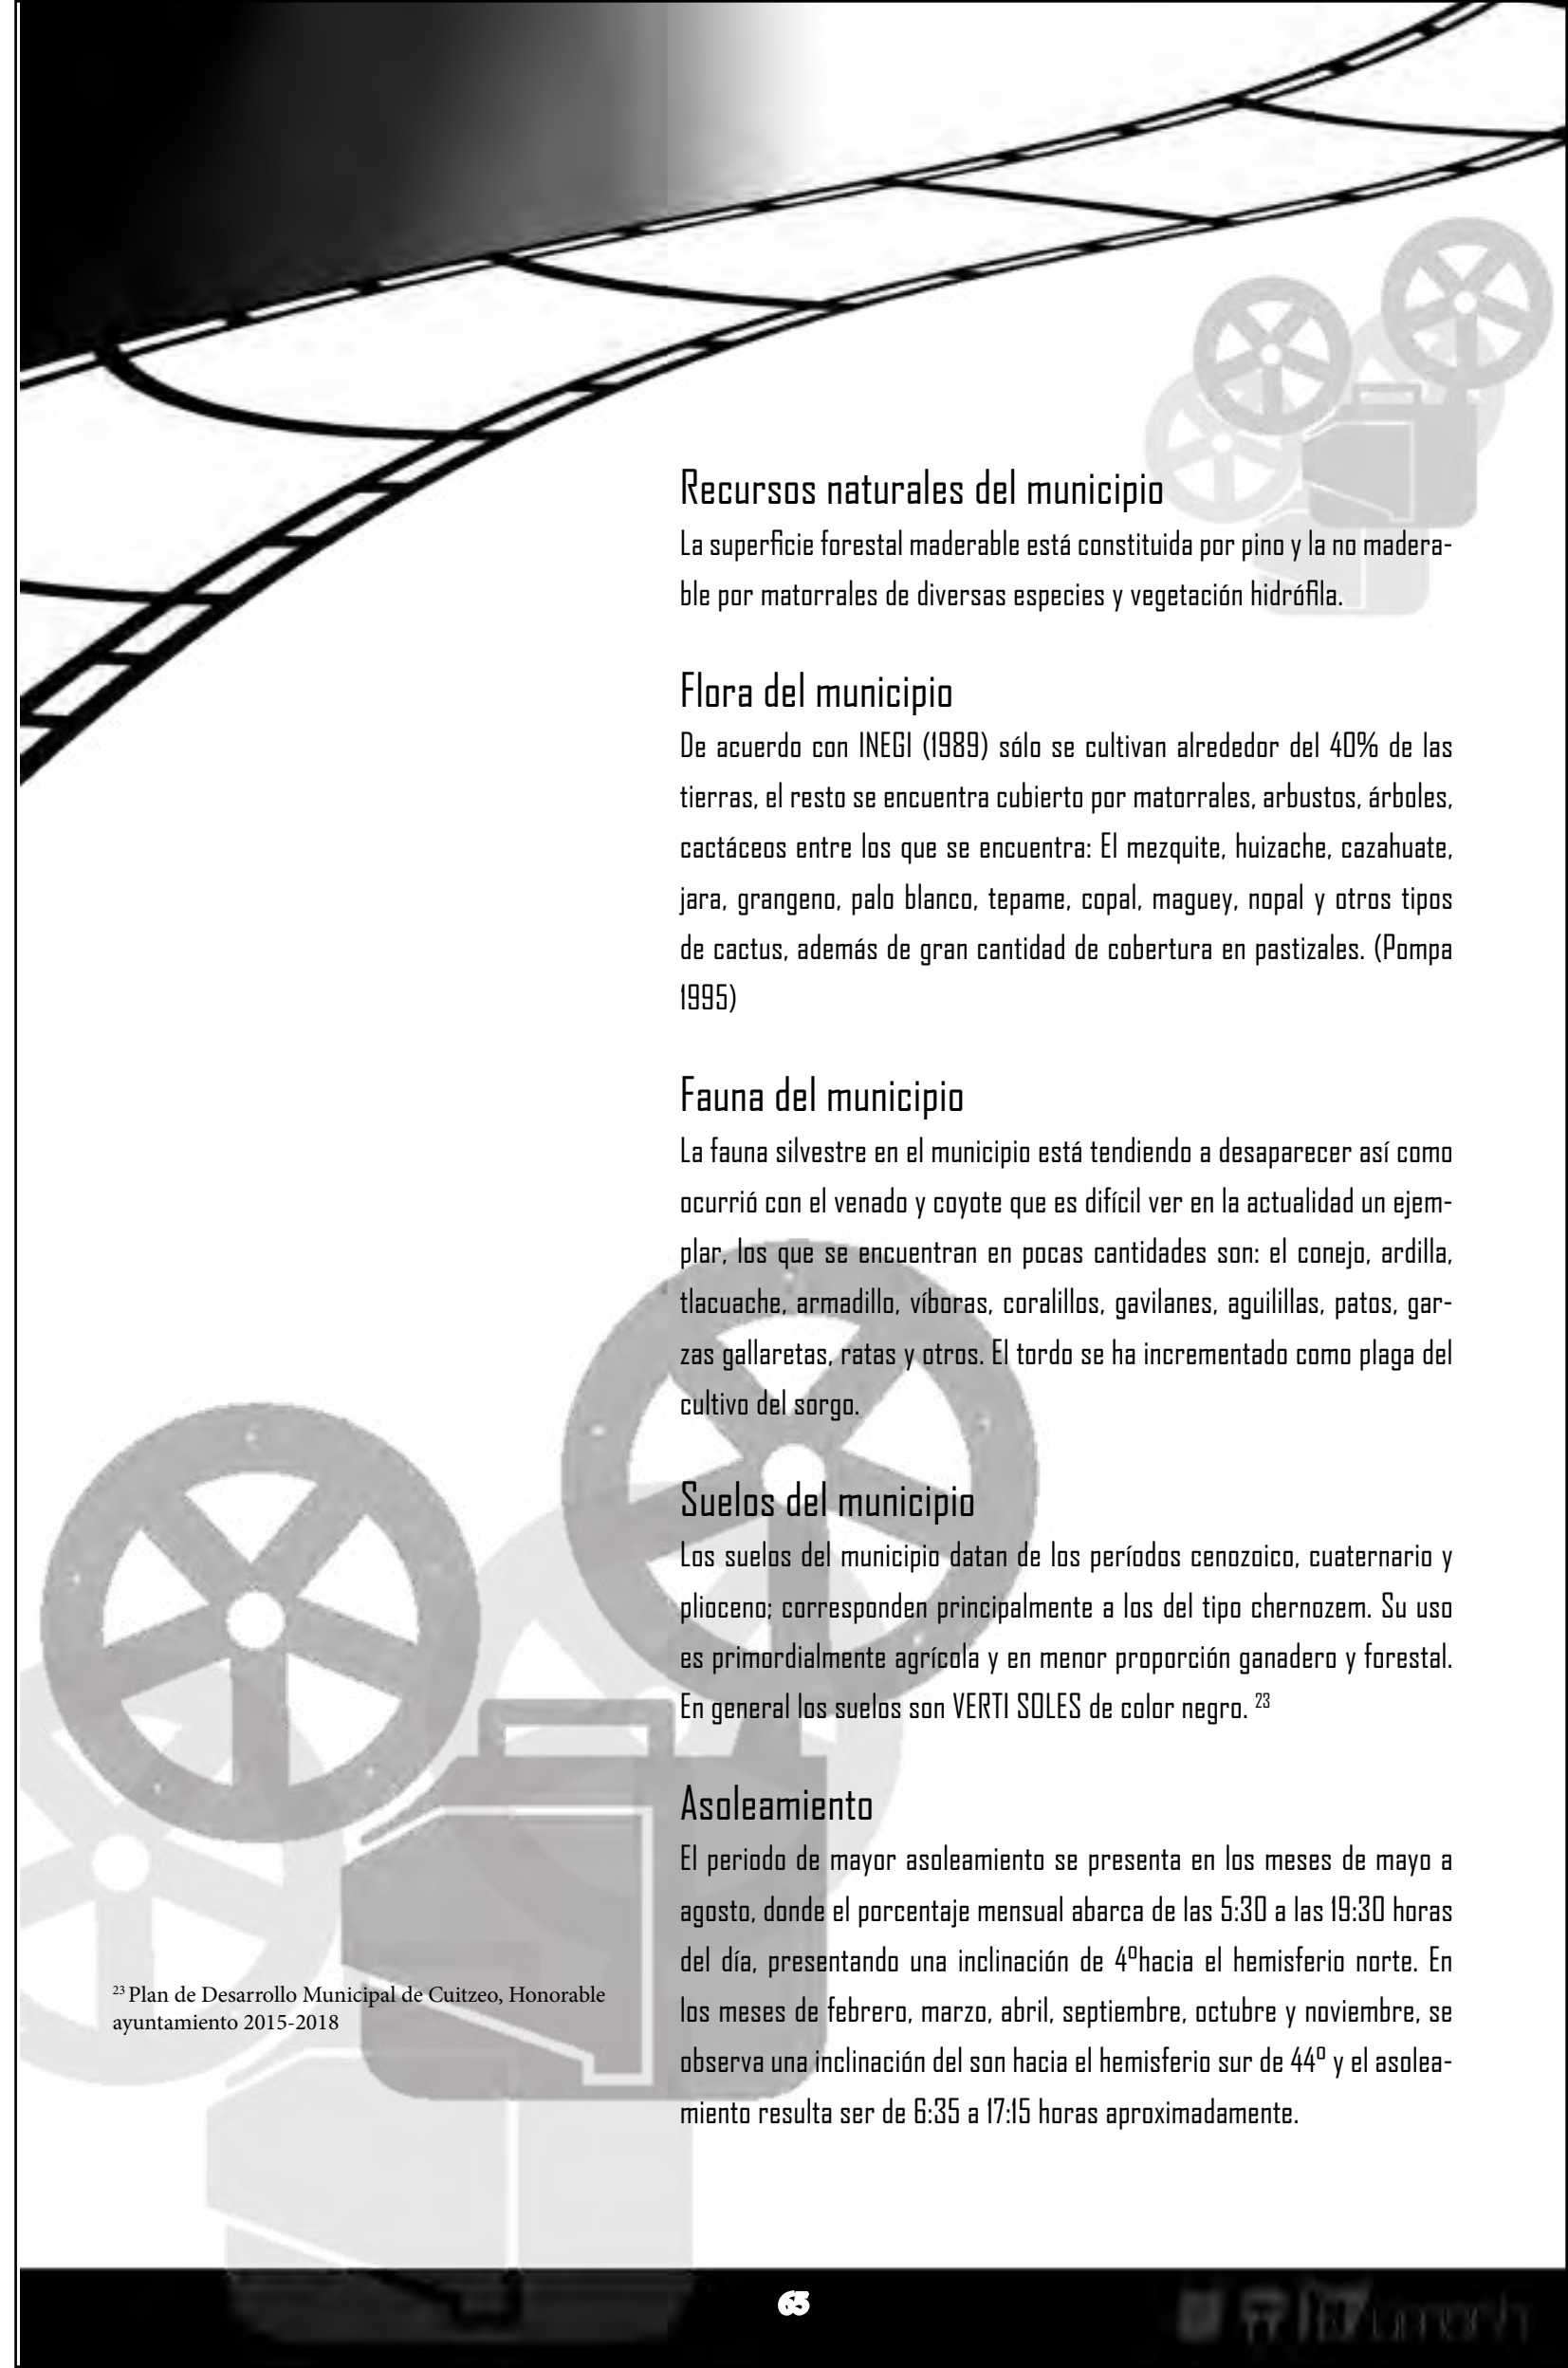 Recursos naturales del municipio
La superficie forestal maderable está constituida por pino y la no madera-
ble por matorrales de diversas especies y vegetación hidrófila.
Flora del municipio
De acuerdo con INEGI (1989) sólo se cultivan alrededor del 40% de las
tierras, el resto se encuentra cubierto por matorrales, arbustos, árboles,
cactáceos entre los que se encuentra: El mezquite, huizache, cazahuate,
jara, grangeno, palo blanco, tepame, copal, maguey, nopal y otros tipos
de cactus, además de gran cantidad de cobertura en pastizales. (Pompa
1995)
Fauna del municipio
La fauna silvestre en el municipio está tendiendo a desaparecer así como
ocurrió con el venado y coyote que es difícil ver en la actualidad un ejem-
plar, los que se encuentran en pocas cantidades son: el conejo, ardilla,
tlacuache, armadillo, víboras, coralillos, gavilanes, aguilillas, patos, gar-
zas gallaretas, ratas y otros. El tordo se ha incrementado como plaga del
cultivo del sorgo.
Suelos del municipio
Los suelos del municipio datan de los períodos cenozoico, cuaternario y
plioceno; corresponden principalmente a los del tipo chernozem. Su uso
es primordialmente agrícola y en menor proporción ganadero y forestal.
En general los suelos son VERTI SOLES de color negro. 23
Asoleamiento
El periodo de mayor asoleamiento se presenta en los meses de mayo a
agosto, donde el porcentaje mensual abarca de las 5:30 a las 19:30 horas
del día, presentando una inclinación de 4ºhacia el hemisferio norte. En
los meses de febrero, marzo, abril, septiembre, octubre y noviembre, se
observa una inclinación del son hacia el hemisferio sur de 44º y el asolea-
miento resulta ser de 6:35 a 17:15 horas aproximadamente.
23 Plan de Desarrollo Municipal de Cuitzeo, Honorable
ayuntamiento 2015-2018
63